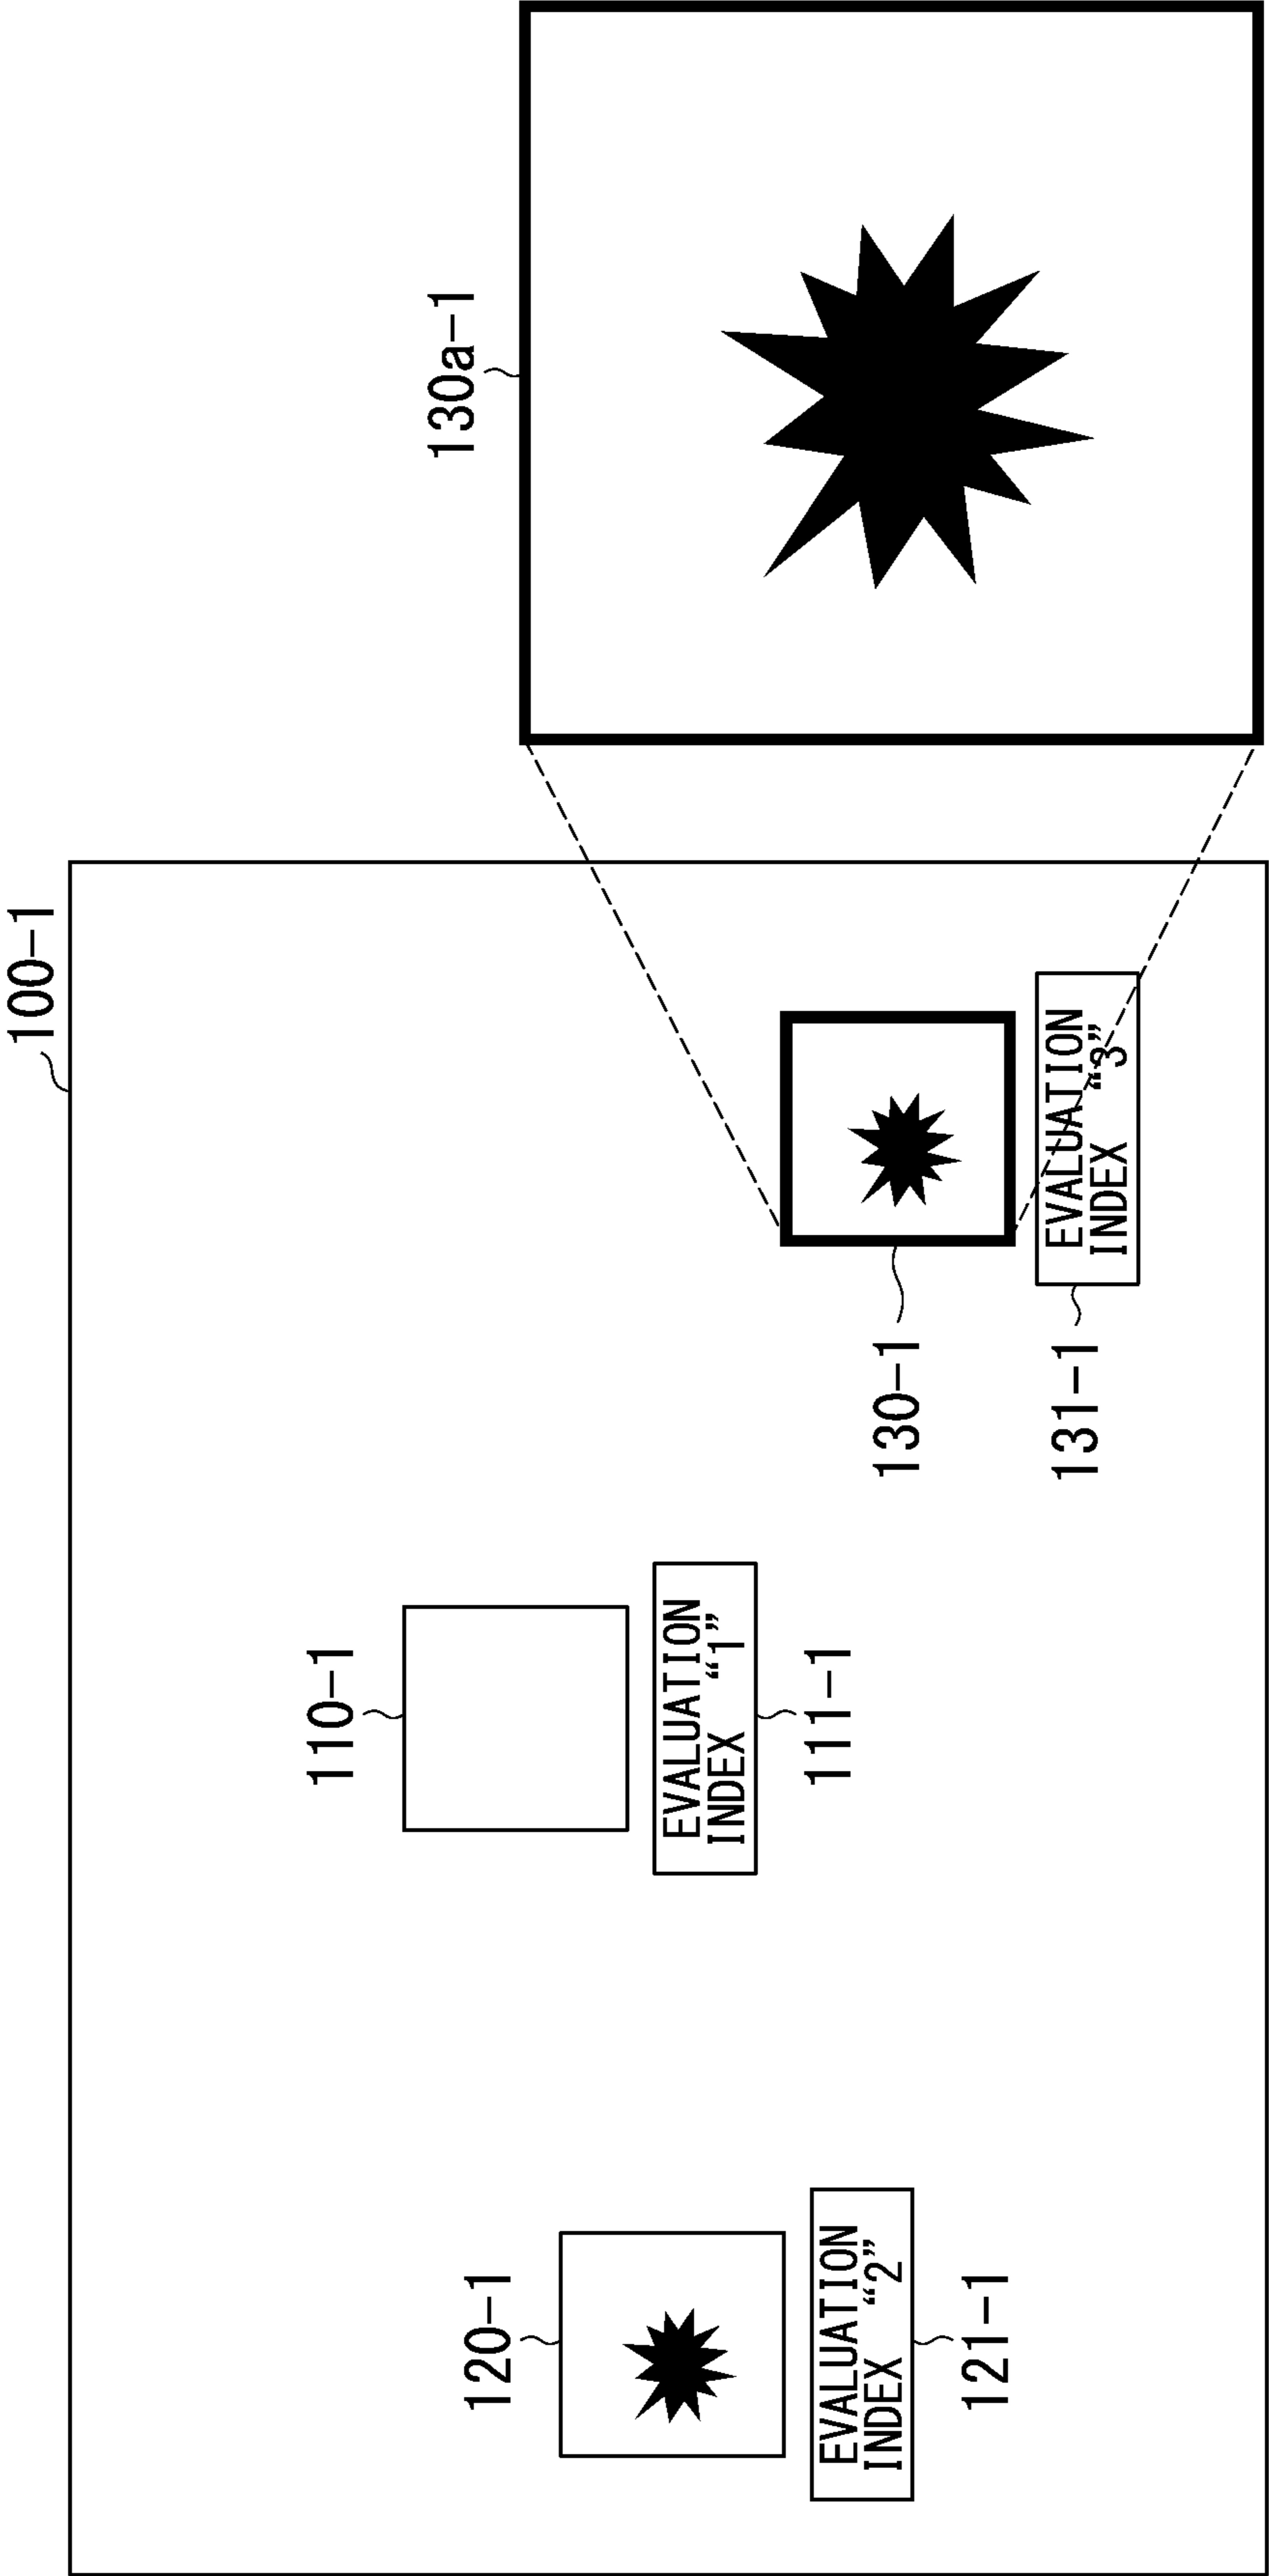 100-1
120-1
EVALUATION
INDEX “2”
121-1
110-1
EVALUATION
INDEX “1”
111-1
130-1
EVALUATION
INDEX “3”
131-1
130a-1